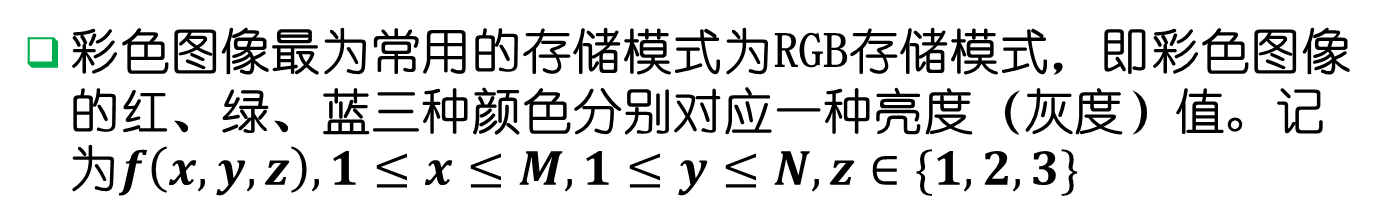 彩色图像最为常用的存储模式为RGB存储模式，即彩色图像
的红、绿、蓝三种颜色分别对应一种亮度（灰度）值。记
为f(x, y, z), 1 ≤ x ≤ M, 1 ≤ y ≤ N, z ∈ {1, 2, 3}